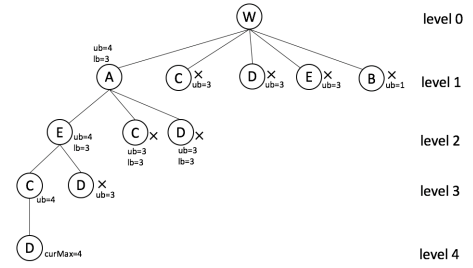 W
level 0
ub=4
lb=3
A
C
×
ub=3
D
×
ub=3
E
×
ub=3
B
×
ub=1
level 1
E
ub=4
lb=3
C
×
ub=3
lb=3
D
×
ub=3
lb=3
level 2
C
ub=4
D
×
ub=3
level 3
D
curMax=4
level 4